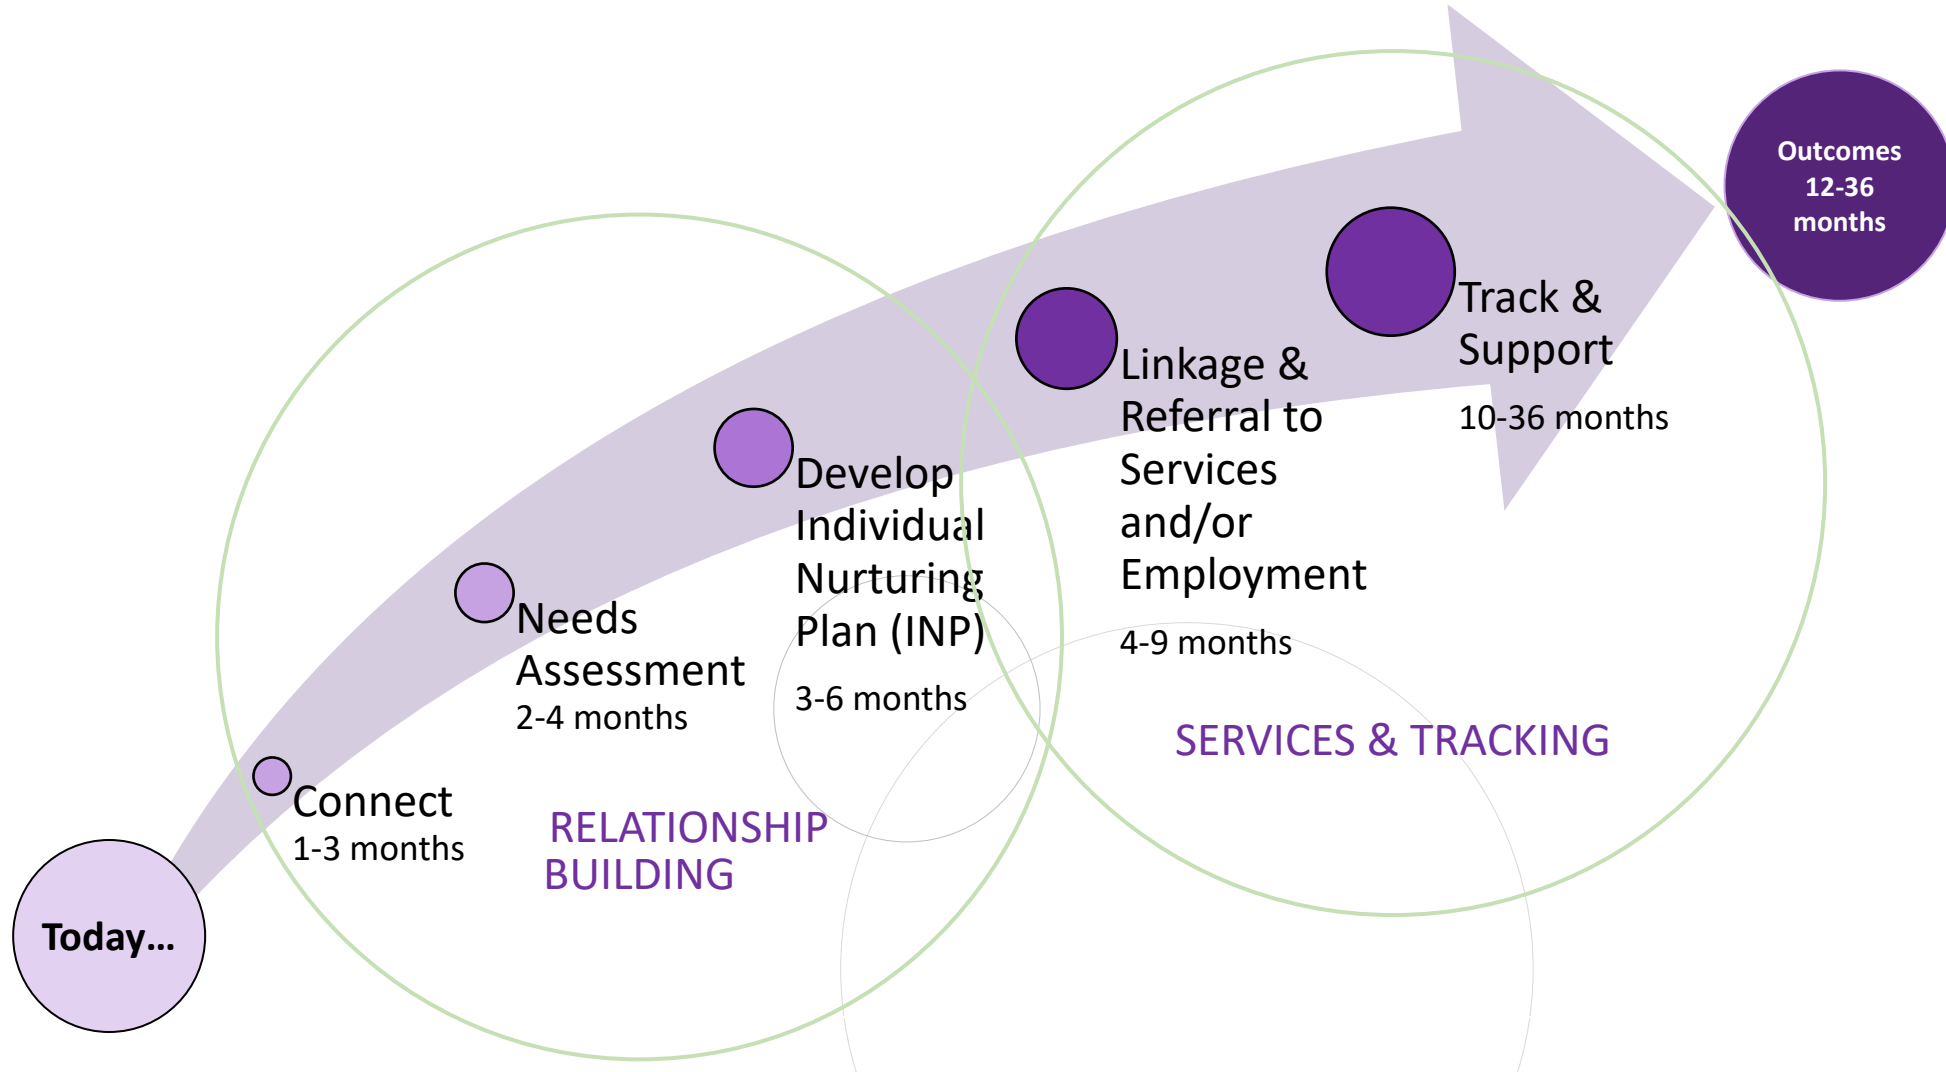 Today...
Connect
1-3 months
Needs
Assessment
2-4 months
Develop
Individual
Nurturing
Plan (INP)
3-6 months
RELATIONSHIP
BUILDING
Linkage &
Referral to
Services
and/or
Employment
4-9 months
Track &
Support
10-36 months
SERVICES & TRACKING
Outcomes
12-36
months